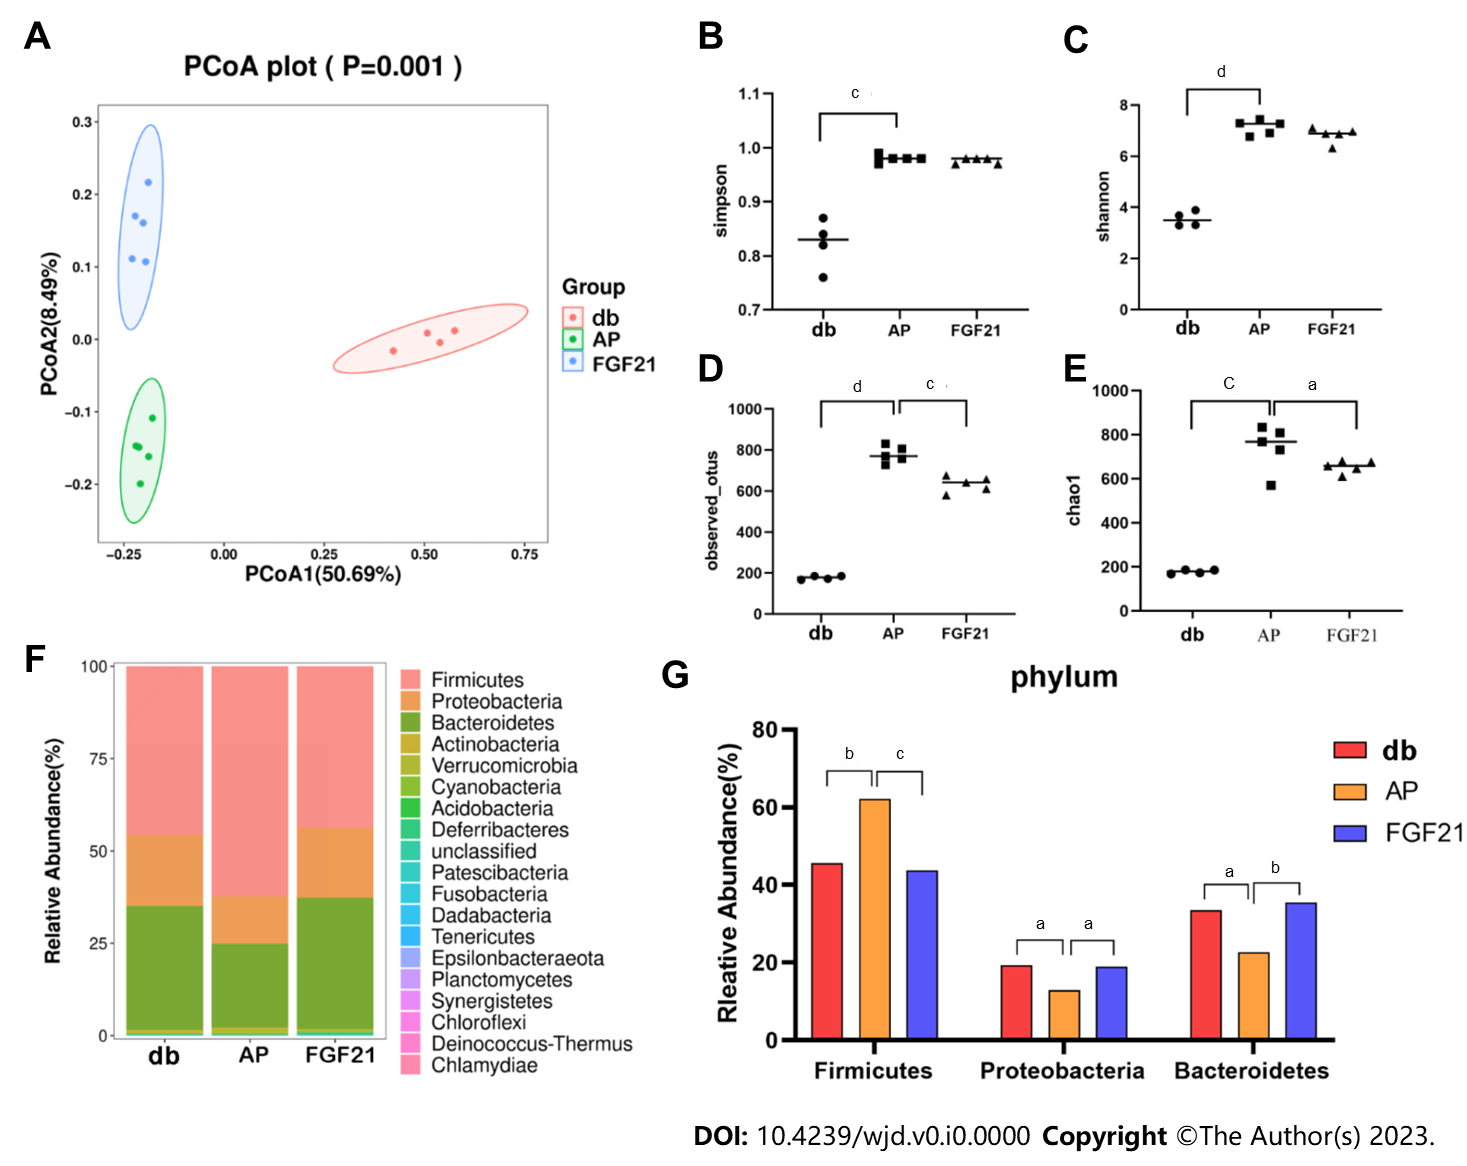 A
PCoA plot ( P=0.001 )
0.3
0.2
0.1
0.0
−0.1
−0.2
PCoA2(8.49%)
−0.25
0.00
0.25
0.50
0.75
PCoA1(50.69%)
Group
db
AP
FGF21
B
c
1.1
1.0
0.9
0.8
0.7
simpson
db
AP
FGF21
C
d
8
6
4
2
0
shannon
db
AP
FGF21
D
d
c
1000
800
600
400
200
0
observed_otus
db
AP
FGF21
E
C
a
1000
800
600
400
200
0
chao1
db
AP
FGF21
F
100
75
50
25
0
Relative Abundance(%)
db
AP
FGF21
Firmicutes
Proteobacteria
Bacteroidetes
Actinobacteria
Verrucomicrobia
Cyanobacteria
Acidobacteria
Deferribacteres
unclassified
Patescibacteria
Fusobacteria
Dadabacteria
Tenericutes
Epsilonbacteraeota
Planctomycetes
Synergistetes
Chloroflexi
Deinococcus-Thermus
Chlamydiae
G
phylum
80
60
40
20
0
Rleative Abundance(%)
b
c
a
a
a
b
Firmicutes
Proteobacteria
Bacteroidetes
db
AP
FGF21
DOI: 10.4239/wjd.v0.i0.0000 Copyright ©The Author(s) 2023.